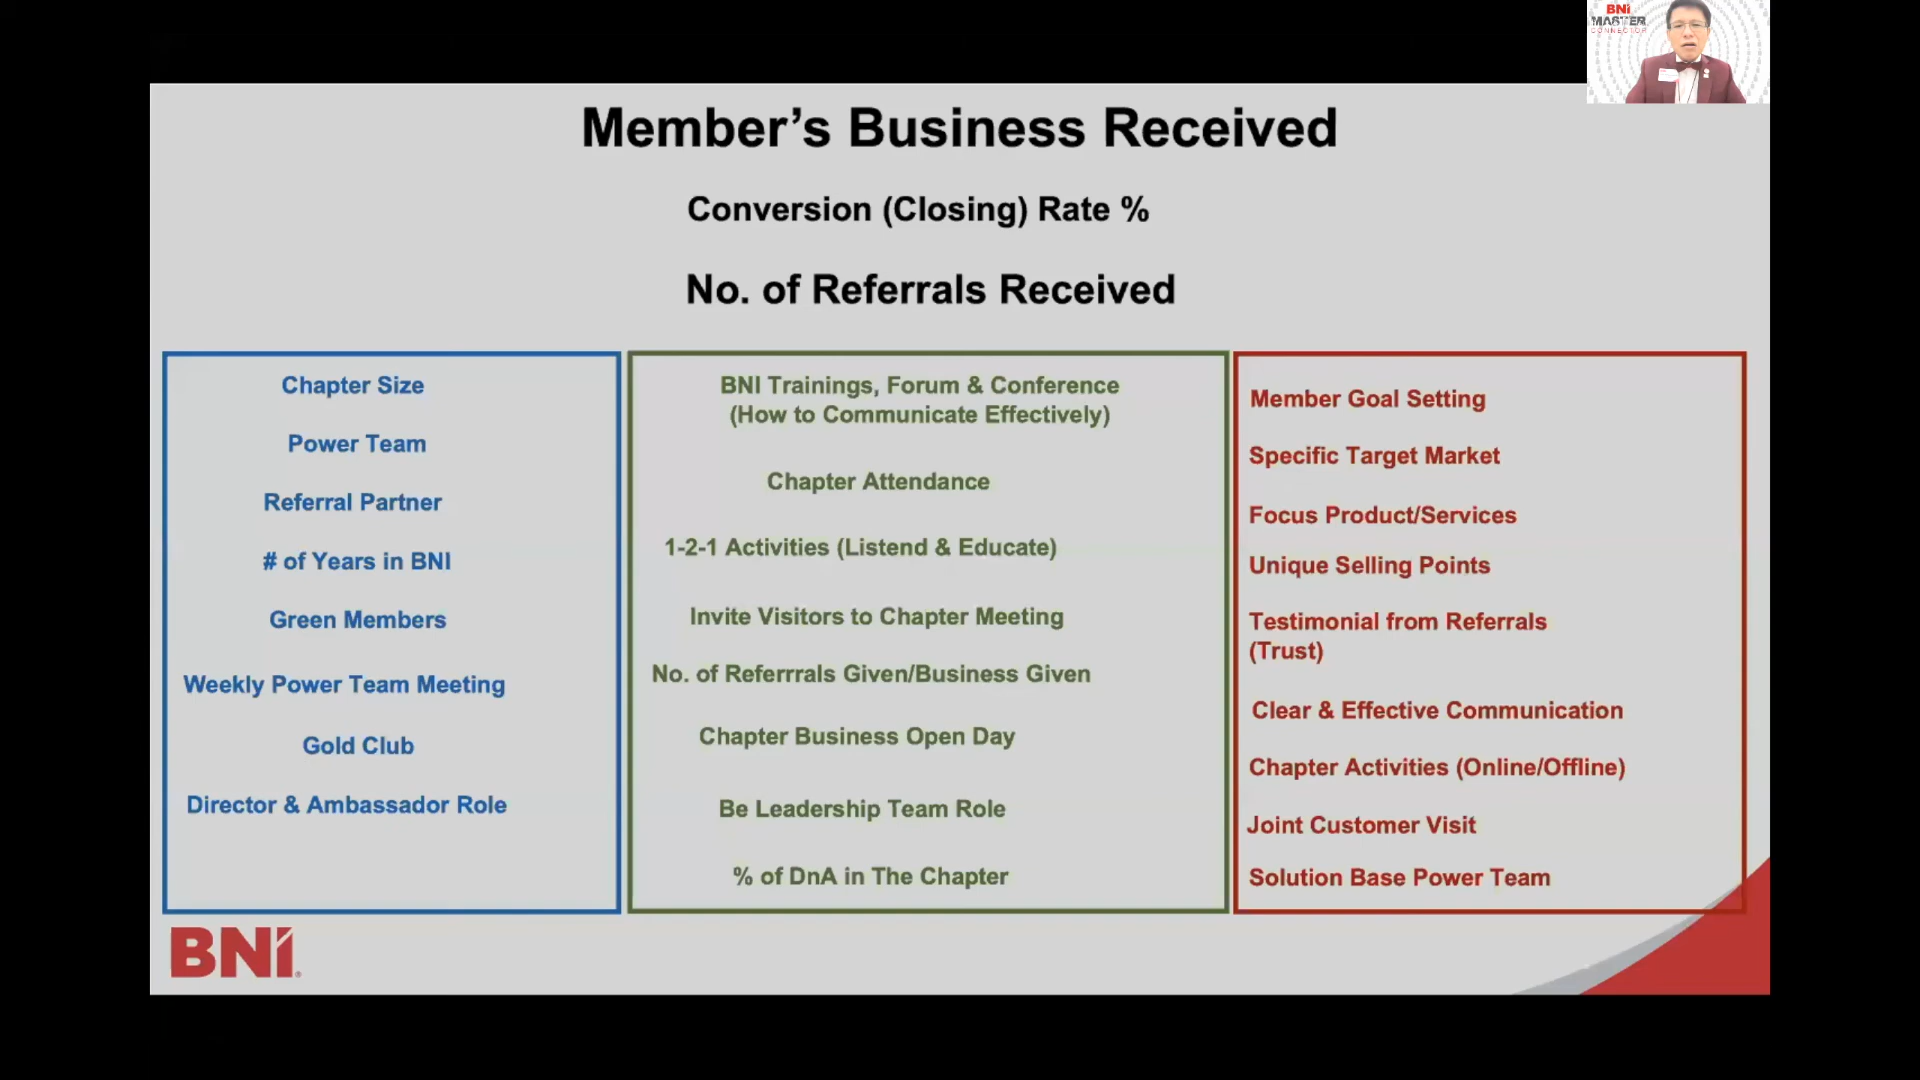 BNI
MASTER
CONNECTOR
Member’s Business Received
Conversion (Closing) Rate %
No. of Referrals Received
Chapter Size
Power Team
Referral Partner
# of Years in BNI
Green Members
Weekly Power Team Meeting
Gold Club
Director & Ambassador Role
BNI Trainings, Forum & Conference
(How to Communicate Effectively)
Chapter Attendance
1-2-1 Activities (Listend & Educate)
Invite Visitors to Chapter Meeting
No. of Referrrals Given/Business Given
Chapter Business Open Day
Be Leadership Team Role
% of DnA in The Chapter
Member Goal Setting
Specific Target Market
Focus Product/Services
Unique Selling Points
Testimonial from Referrals
(Trust)
Clear & Effective Communication
Chapter Activities (Online/Offline)
Joint Customer Visit
Solution Base Power Team
BNI®